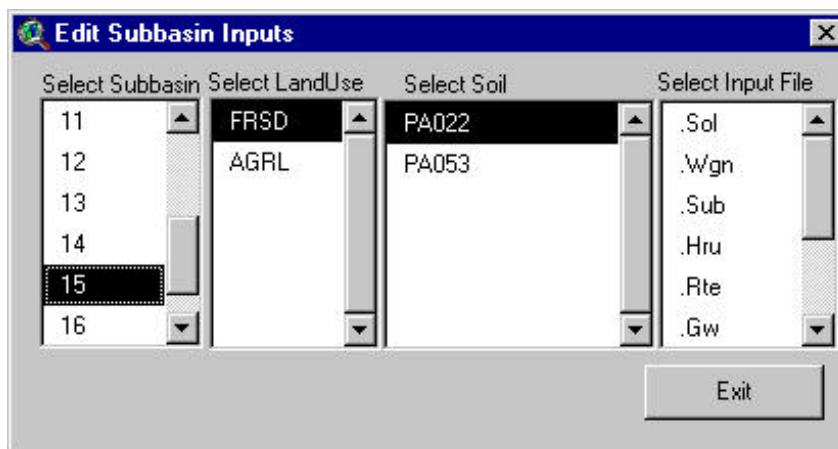 Edit Subbasin Inputs
Select Subbasin Select LandUse Select Soil Select Input File
11 FRSD PA022 .Sol
12 AGRL PA053 .Wgn
13 .Sub
14 .Hru
15 .Rte
16 .Gw
Exit